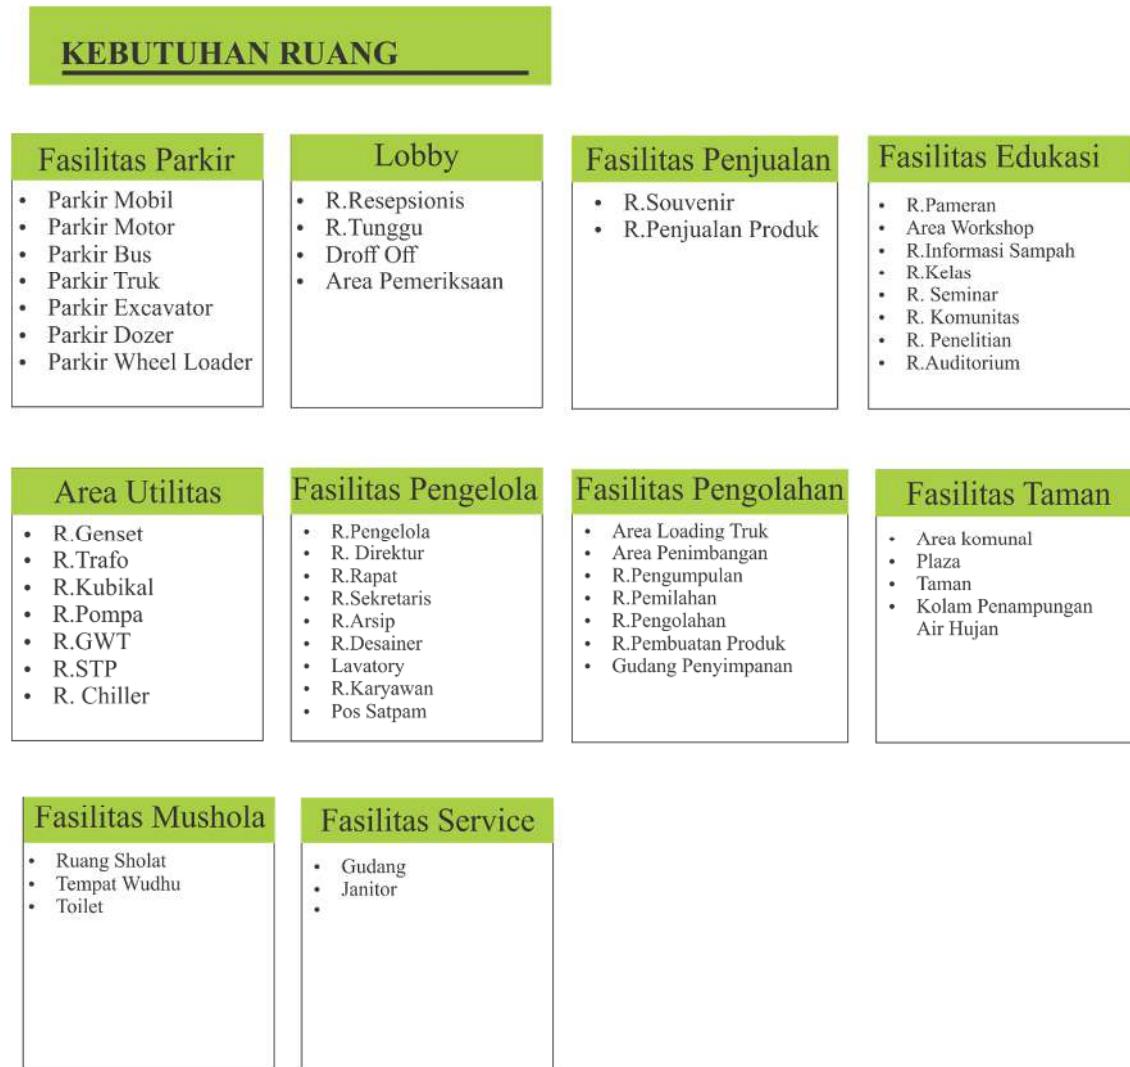 KEBUTUHAN RUANG
Fasilitas Parkir
• Parkir Mobil
• Parkir Motor
• Parkir Bus
• Parkir Truk
• Parkir Excavator
• Parkir Dozer
• Parkir Wheel Loader
Lobby
• R.Resepsionis
• R.Tunggu
• Droff Off
• Area Pemeriksaan
Fasilitas Penjualan
• R.Souvenir
• R.Penjualan Produk
Fasilitas Edukasi
• R.Pameran
• Area Workshop
• R.Informasi Sampah
• R.Kelas
• R. Seminar
• R. Komunitas
• R. Penelitian
• R.Auditorium
Area Utilitas
• R.Genset
• R.Trafo
• R.Kubikal
• R.Pompa
• R.GWT
• R.STP
• R. Chiller
Fasilitas Pengelola
• R.Pengelola
• R. Direktur
• R.Rapat
• R.Sekretaris
• R.Arsip
• R.Desainer
• Lavatory
• R.Karyawan
• Pos Satpam
Fasilitas Pengolahan
• Area Loading Truk
• Area Penimbangan
• R.Pengumpulan
• R.Pemilahan
• R.Pengolahan
• R.Pembuatan Produk
• Gudang Penyimpanan
Fasilitas Taman
• Area komunal
• Plaza
• Taman
• Kolam Penampungan
Air Hujan
Fasilitas Mushola
• Ruang Sholat
• Tempat Wudhu
• Toilet
Fasilitas Service
• Gudang
• Janitor
•